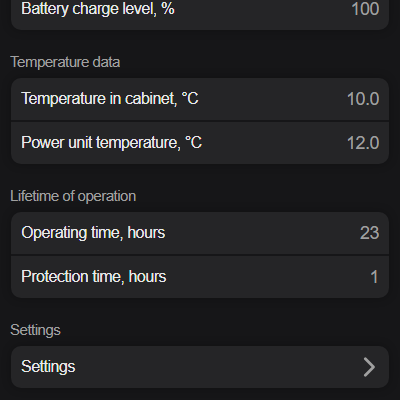 Battery charge level, % 100
Temperature data
Temperature in cabinet, °C 10.0
Power unit temperature, °C 12.0
Lifetime of operation
Operating time, hours 23
Protection time, hours 1
Settings
Settings